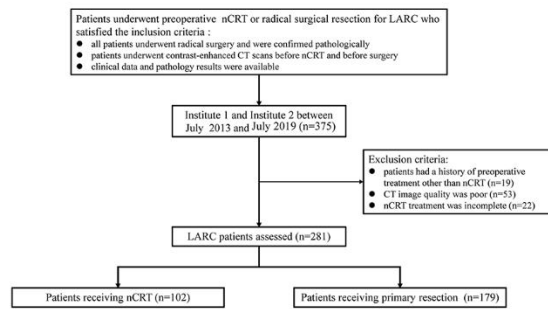 Patients underwent preoperative nCRT or radical surgical resection for LARC who
satisfied the inclusion criteria :
● all patients underwent radical surgery and were confirmed pathologically
● patients underwent contrast-enhanced CT scans before nCRT and before surgery
● clinical data and pathology results were available
Institute 1 and Institute 2 between
July 2013 and July 2019 (n=375)
Exclusion criteria:
● patients had a history of preoperative
treatment other than nCRT (n=19)
● CT image quality was poor (n=53)
● nCRT treatment was incomplete (n=22)
LARC patients assessed (n=281)
Patients receiving nCRT (n=102)
Patients receiving primary resection (n=179)